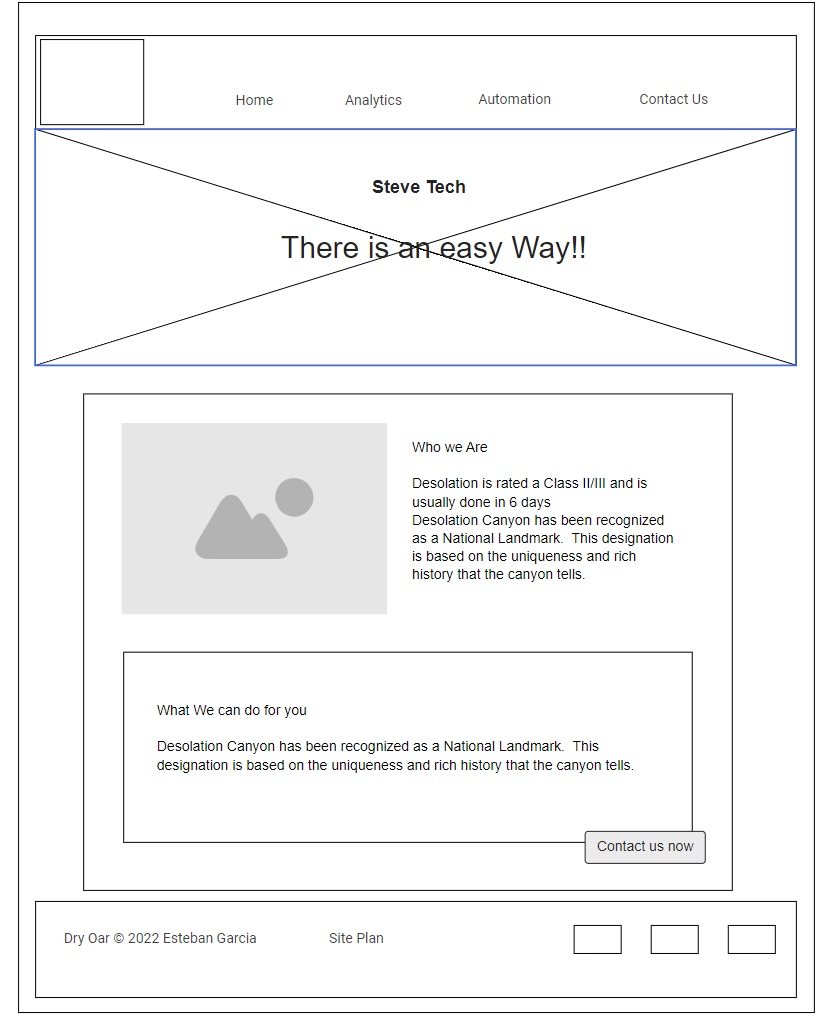 Home Analytics Automation Contact Us
Steve Tech
There is an easy Way!!
Who we Are
Desolation is rated a Class II/III and is
usually done in 6 days
Desolation Canyon has been recognized
as a National Landmark.  This designation
is based on the uniqueness and rich
history that the canyon tells.
What We can do for you
Desolation Canyon has been recognized as a National Landmark.  This
designation is based on the uniqueness and rich history that the canyon tells.
Contact us now
Dry Oar © 2022 Esteban Garcia Site Plan